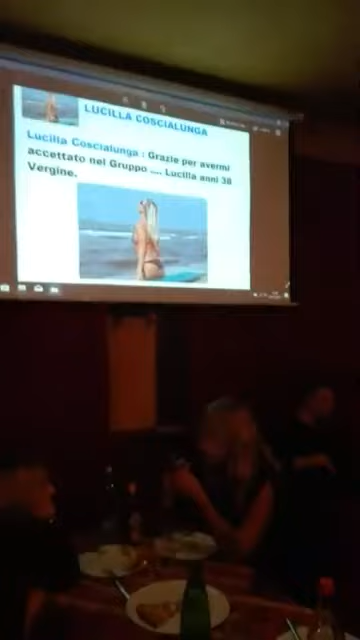 LUCILLA COSCIALUNGA
Lucilla Coscialunga : Grazie per avermi
accettato nel Gruppo .... Lucilla anni 38
Vergine.